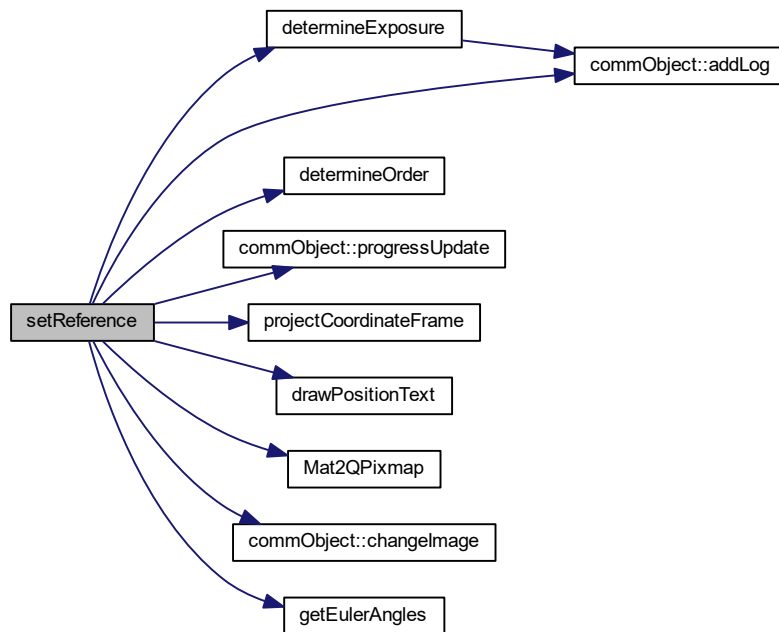 determineExposure
commObject::addLog
determineOrder
commObject::progressUpdate
setReference
projectCoordinateFrame
drawPositionText
Mat2QPixmap
commObject::changeImage
getEulerAngles